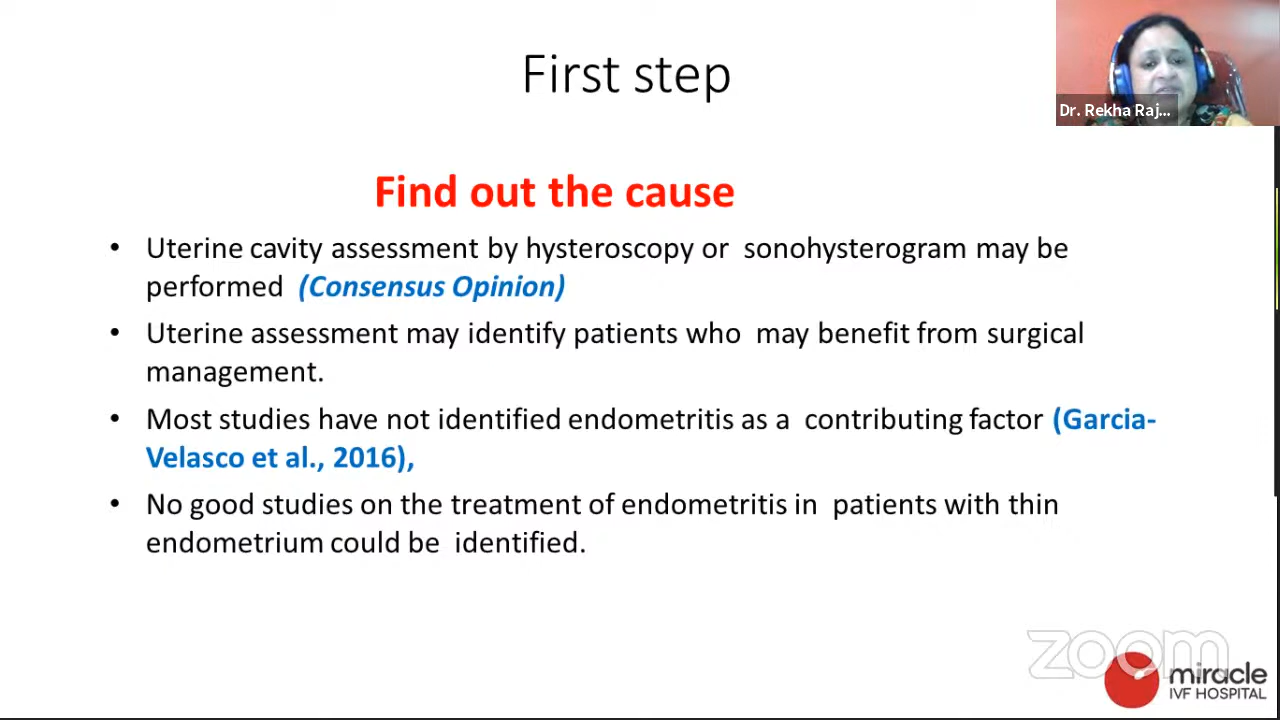 First step
Dr. Rekha Raj...
Find out the cause
• Uterine cavity assessment by hysteroscopy or sonohysterogram may be
performed (Consensus Opinion)
• Uterine assessment may identify patients who may benefit from surgical
management.
• Most studies have not identified endometritis as a contributing factor (Garcia-
Velasco et al., 2016),
• No good studies on the treatment of endometritis in patients with thin
endometrium could be identified.
zoom
miracle
IVF HOSPITAL